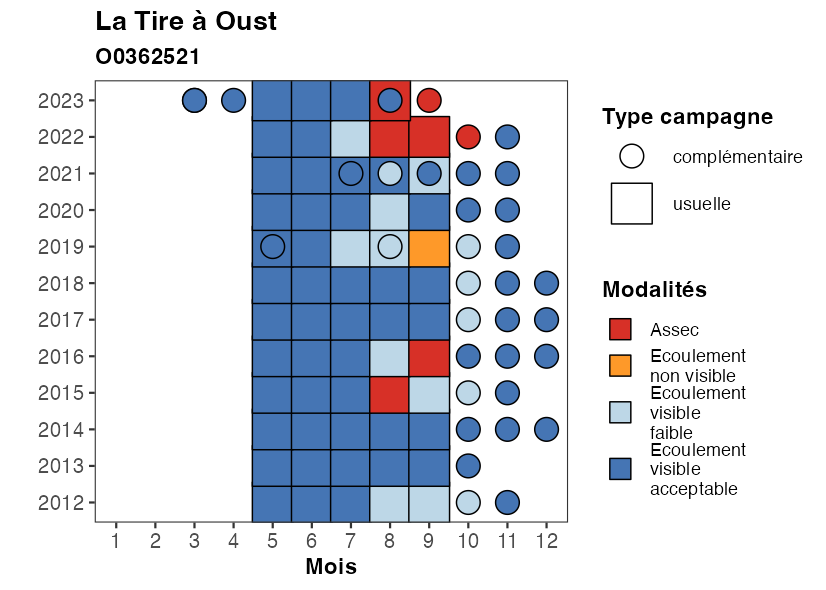 La Tire à Oust
O0362521
2023
2022
2021
2020
2019
2018
2017
2016
2015
2014
2013
2012
1 2 3 4 5 6 7 8 9 10 11 12
Mois
Type campagne
complémentaire
usuelle
Modalités
Assec
Ecoulement
non visible
Ecoulement
visible
faible
Ecoulement
visible
acceptable